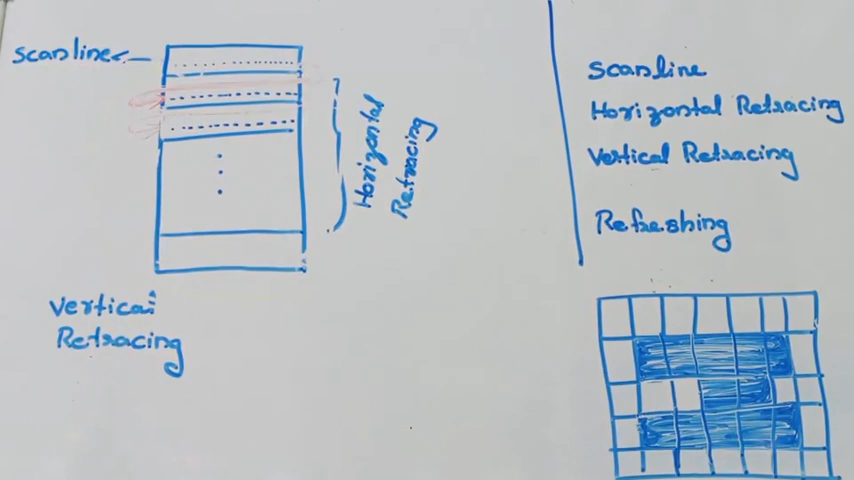 Scanline
Horizontal
Retracing
Vertical
Retracing
Scanline
Horizontal Retracing
Vertical Retracing
Refreshing